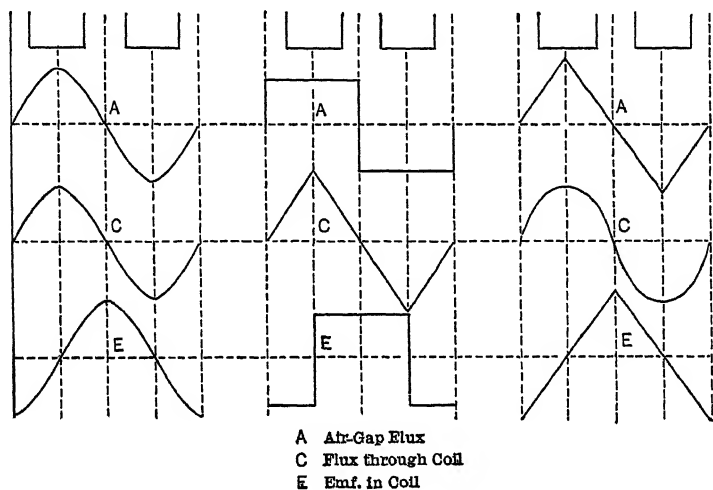 A A A
C C C
E E E
A Air-Gap Flux
C Flux through Coil
E Emf. in Coil